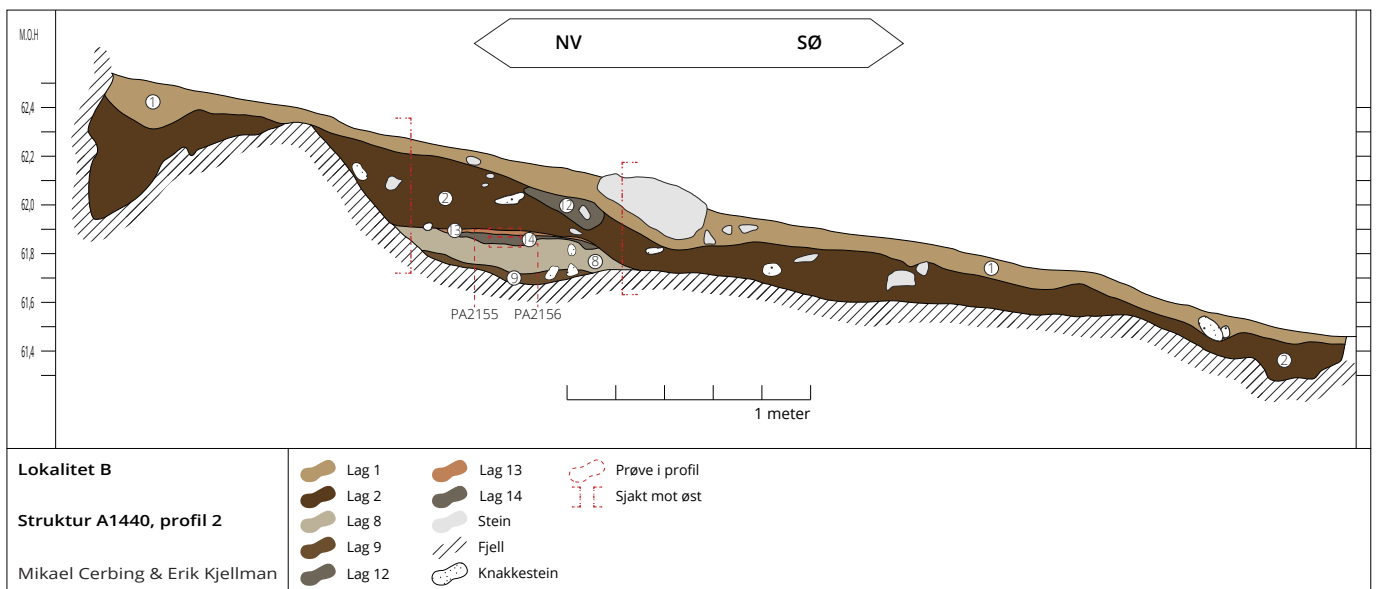 M.O.H
NV SØ
62,4
62,2
62,0
61,8
61,6
61,4
1
2
12
13
14
8
9
1
2
PA2155 PA2156
1 meter
Lokalitet B
Struktur A1440, profil 2
Mikael Cerbing & Erik Kjellman
Lag 1
Lag 2
Lag 8
Lag 9
Lag 12
Lag 13
Lag 14
Stein
Fjell
Knakkestein
Prøve i profil
Sjakt mot øst